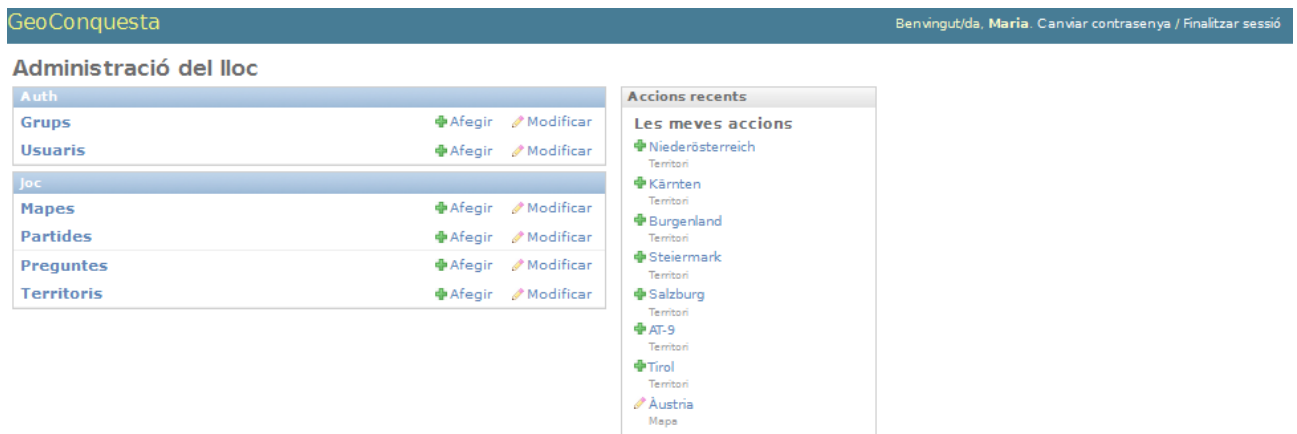 GeoConquesta
Benvingut/da, Maria. Canviar contrasenya / Finalitzar sessió
Administració del lloc
Auth
Grups Afegir Modificar
Usuaris Afegir Modificar
Joc
Mapes Afegir Modificar
Partides Afegir Modificar
Preguntes Afegir Modificar
Territoris Afegir Modificar
Accions recents
Les meves accions
Niederösterreich
Territori
Kärnten
Territori
Burgenland
Territori
Steiermark
Territori
Salzburg
Territori
AT-9
Territori
Tirol
Territori
Àustria
Mapa